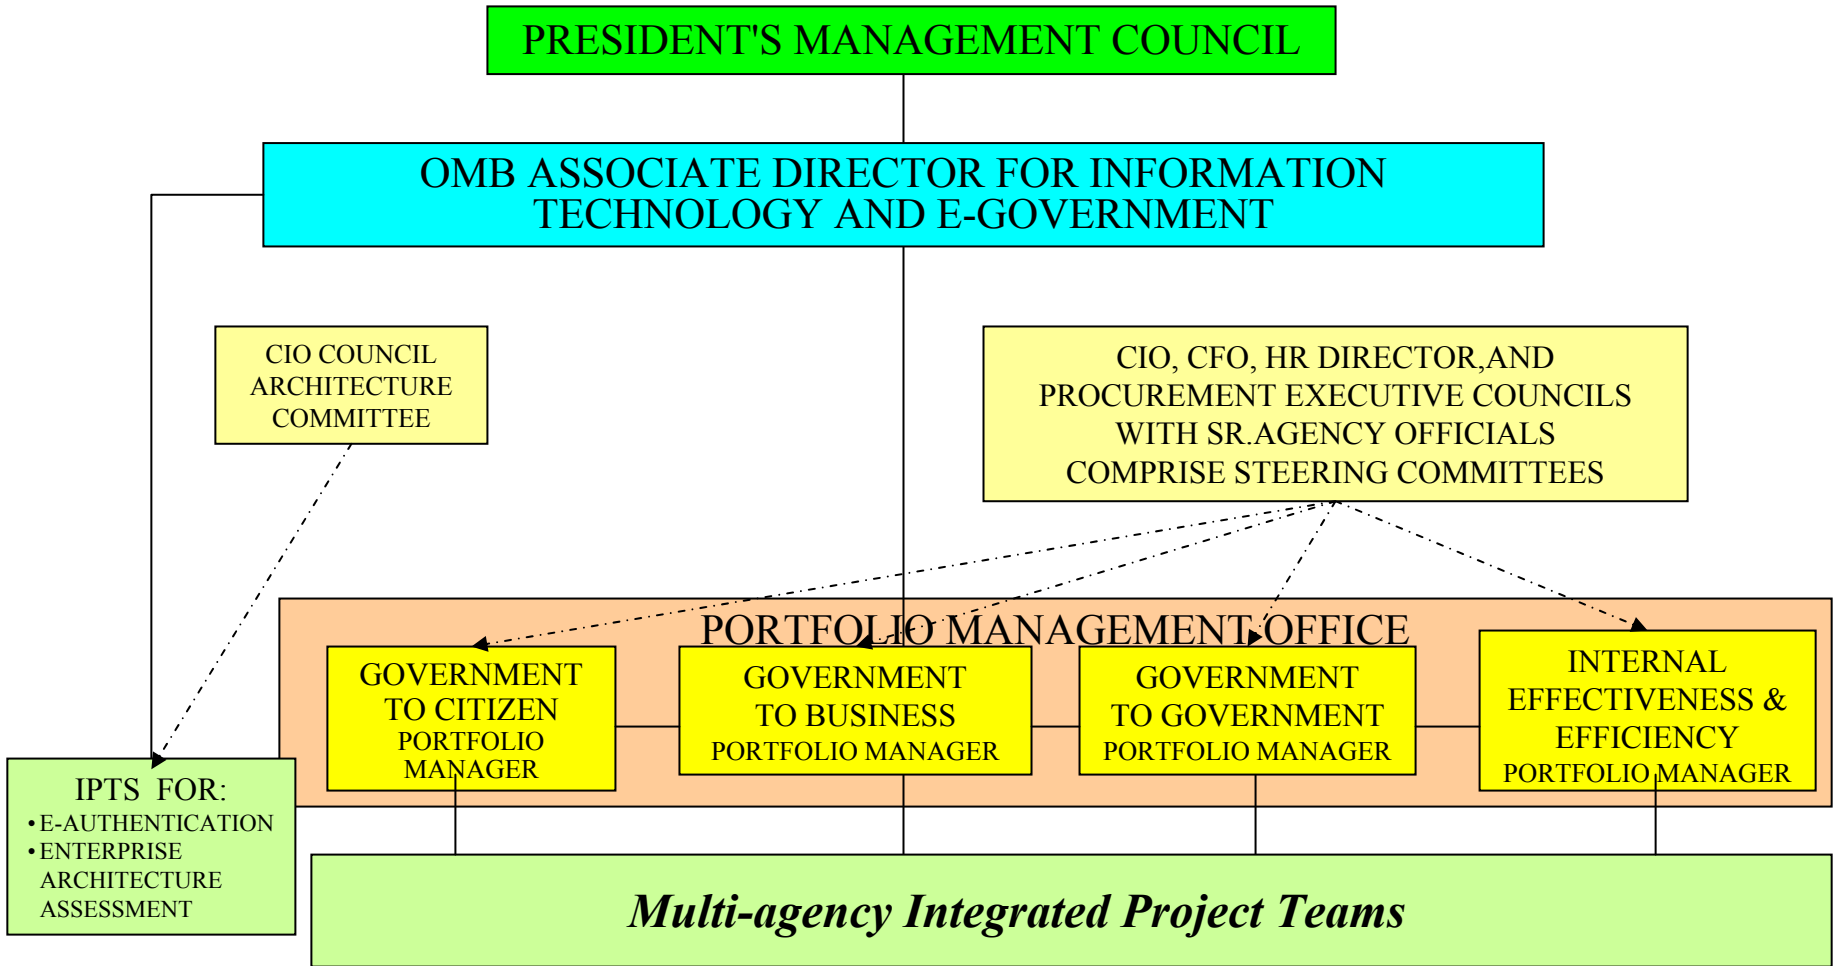 PRESIDENT'S MANAGEMENT COUNCIL
OMB ASSOCIATE DIRECTOR FOR INFORMATION
TECHNOLOGY AND E-GOVERNMENT
CIO COUNCIL
ARCHITECTURE
COMMITTEE
CIO, CFO, HR DIRECTOR,AND
PROCUREMENT EXECUTIVE COUNCILS
WITH SR.AGENCY OFFICIALS
COMPRISE STEERING COMMITTEES
PORTFOLIO MANAGEMENT OFFICE
GOVERNMENT
TO CITIZEN
PORTFOLIO
MANAGER
GOVERNMENT
TO BUSINESS
PORTFOLIO MANAGER
GOVERNMENT
TO GOVERNMENT
PORTFOLIO MANAGER
INTERNAL
EFFECTIVENESS &
EFFICIENCY
PORTFOLIO MANAGER
IPTS FOR:
•E-AUTHENTICATION
•ENTERPRISE
ARCHITECTURE
ASSESSMENT
Multi-agency Integrated Project Teams